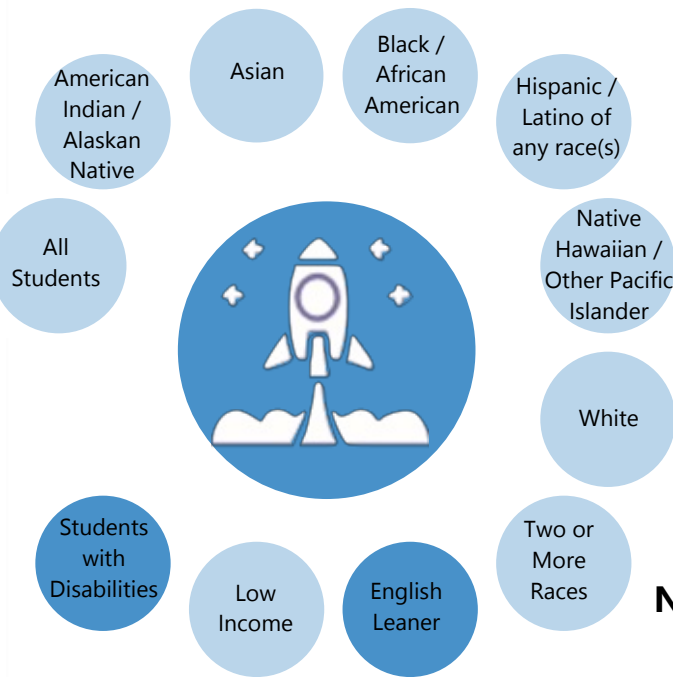 American
Indian /
Alaskan
Native
Asian
Black /
African
American
Hispanic /
Latino of
any race(s)
All
Students
Native
Hawaiian /
Other Pacific
Islander
White
Students
with
Disabilities
Low
Income
English
Leaner
Two or
More
Races
N